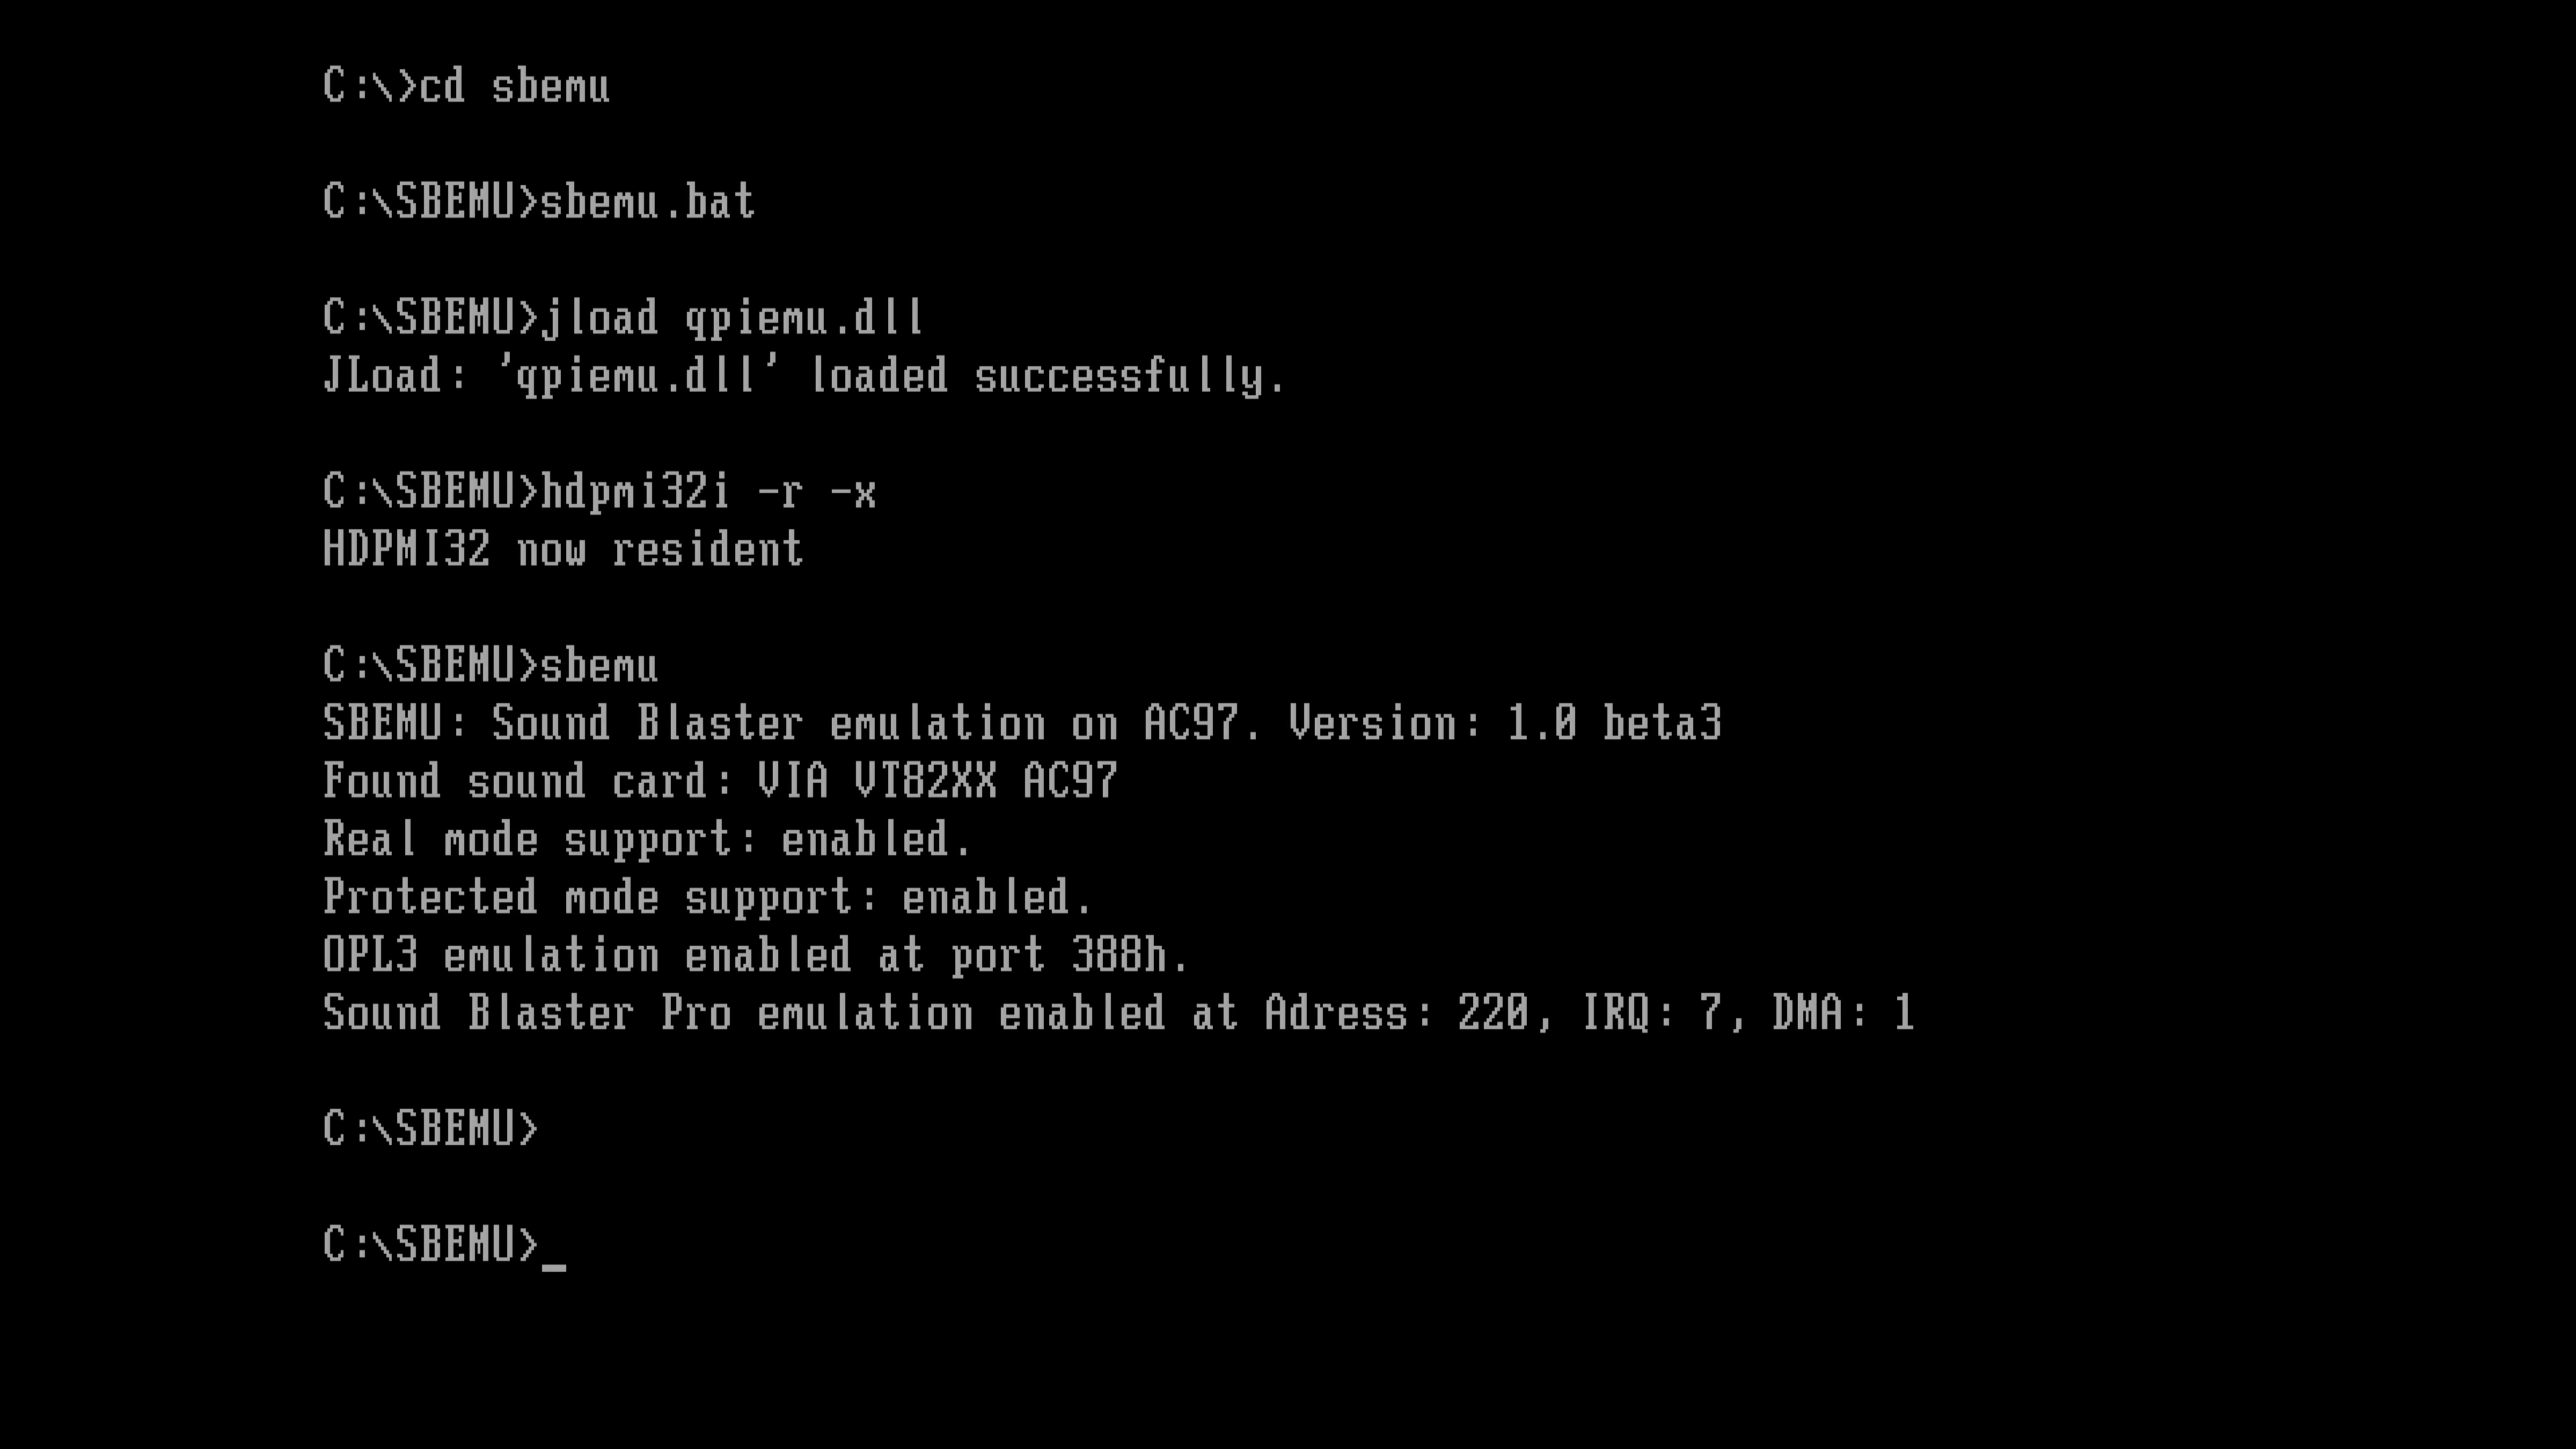 C:\>cd sbemu
C:\SBEMU>sbemu.bat
C:\SBEMU>jload qpiemu.dll
JLoad: 'qpiemu.dll' loaded successfully.
C:\SBEMU>hdpmi32i -r -x
HDPMI32 now resident
C:\SBEMU>sbemu
SBEMU: Sound Blaster emulation on AC97. Version: 1.0 beta3
Found sound card: VIA VT82XX AC97
Real mode support: enabled.
Protected mode support: enabled.
OPL3 emulation enabled at port 388h.
Sound Blaster Pro emulation enabled at Adress: 220, IRQ: 7, DMA: 1
C:\SBEMU>
C:\SBEMU>_